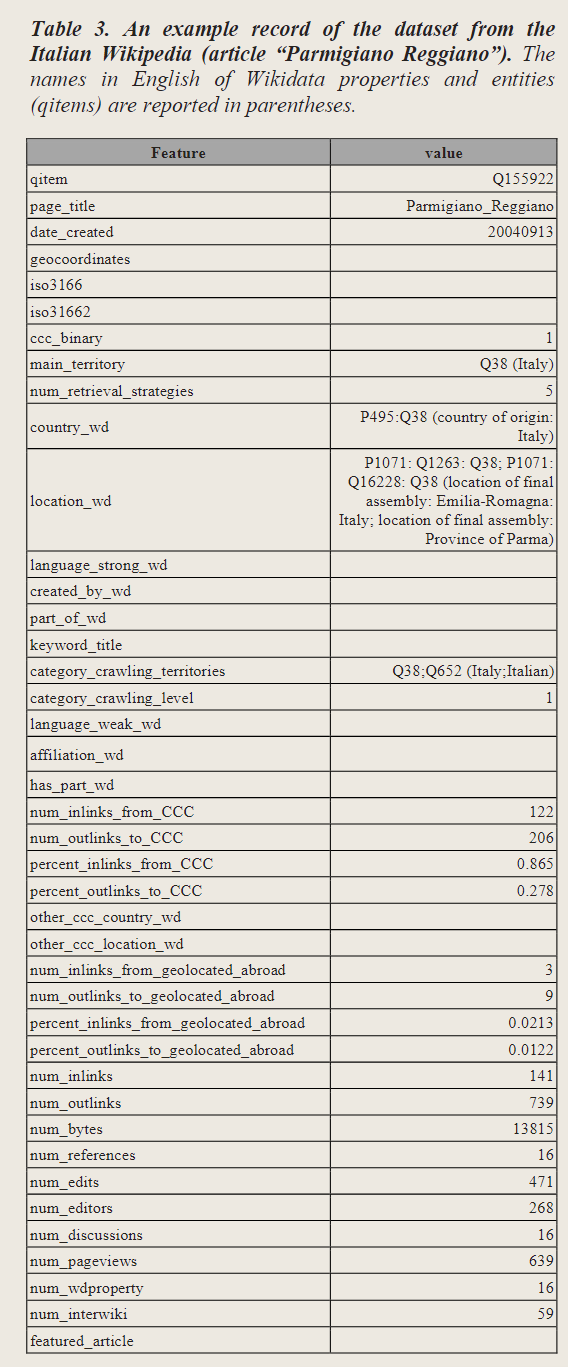 Table 3. An example record of the dataset from the
Italian Wikipedia (article “Parmigiano Reggiano”). The
names in English of Wikidata properties and entities
(qitems) are reported in parentheses.
Feature value
qitem Q155922
page_title Parmigiano_Reggiano
date_created 20040913
geocoordinates
iso3166
iso31662
ccc_binary 1
main_territory Q38 (Italy)
num_retrieval_strategies 5
country_wd P495:Q38 (country of origin:
Italy)
location_wd P1071: Q1263: Q38; P1071:
Q16228: Q38 (location of final
assembly: Emilia-Romagna:
Italy; location of final assembly:
Province of Parma)
language_strong_wd
created_by_wd
part_of_wd
keyword_title
category_crawling_territories Q38;Q652 (Italy;Italian)
category_crawling_level 1
language_weak_wd
affiliation_wd
has_part_wd
num_inlinks_from_CCC 122
num_outlinks_to_CCC 206
percent_inlinks_from_CCC 0.865
percent_outlinks_to_CCC 0.278
other_ccc_country_wd
other_ccc_location_wd
num_inlinks_from_geolocated_abroad 3
num_outlinks_to_geolocated_abroad 9
percent_inlinks_from_geolocated_abroad 0.0213
percent_outlinks_to_geolocated_abroad 0.0122
num_inlinks 141
num_outlinks 739
num_bytes 13815
num_references 16
num_edits 471
num_editors 268
num_discussions 16
num_pageviews 639
num_wdproperty 16
num_interwiki 59
featured_article